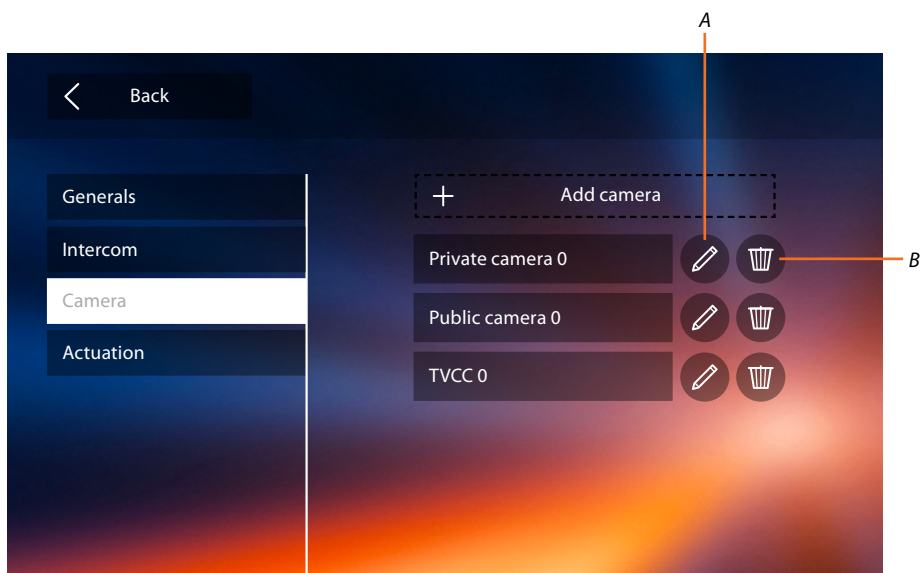 A
Back
Generals
Intercom
Camera
Actuation
+ Add camera
Private camera 0
B
Public camera 0
TVCC 0